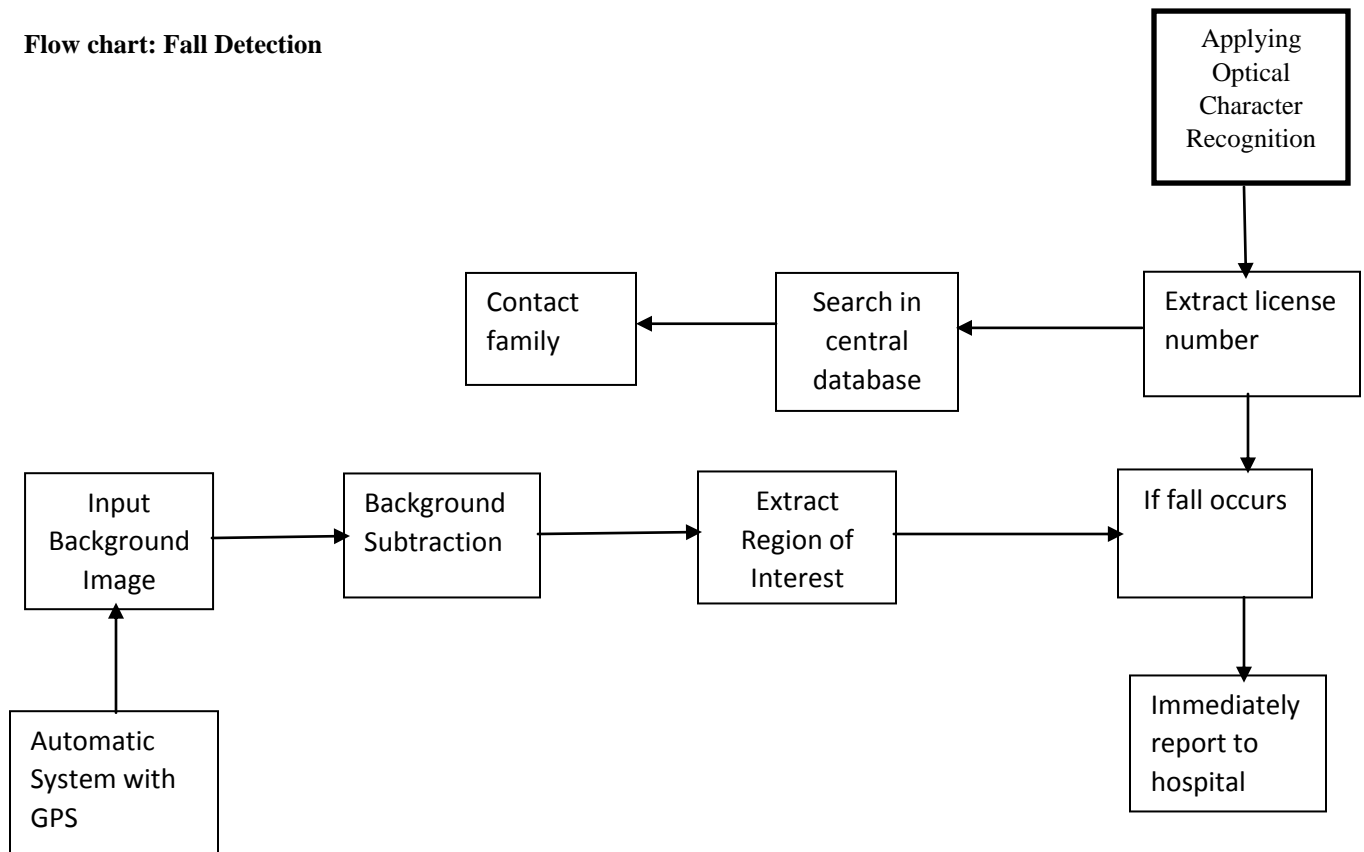 Flow chart: Fall Detection
Applying
Optical
Character
Recognition
Contact
family
Search in
central
database
Extract license
number
Input
Background
Image
Background
Subtraction
Extract
Region of
Interest
If fall occurs
Automatic
System with
GPS
Immediately
report to
hospital